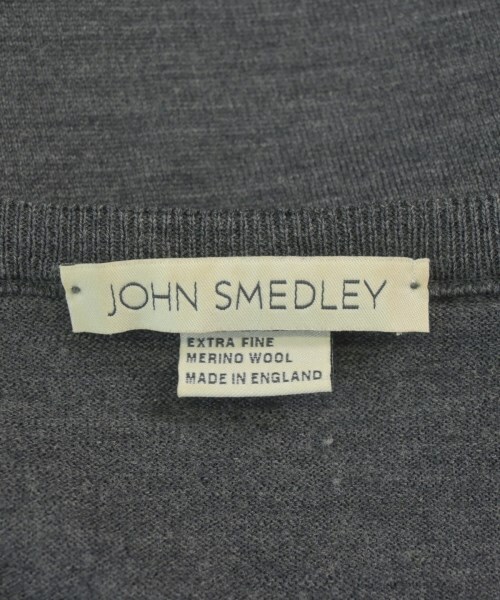 JOHN SMEDLEY
EXTRA FINE
MERINO WOOL
MADE IN ENGLAND